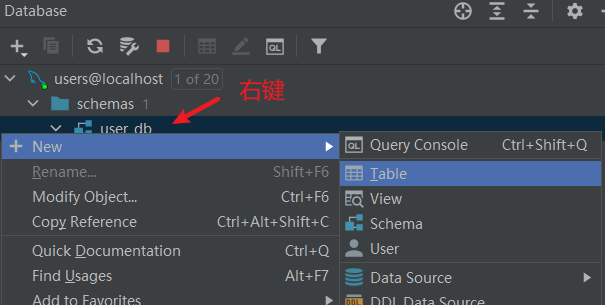 Database
users@localhost 1 of 20
右键
schemas 1
user_db
New
Query Console Ctrl+Shift+Q
Rename... Shift+F6
Table
Modify Object... Ctrl+F6
View
Copy Reference Ctrl+Alt+Shift+C
Schema
Quick Documentation Ctrl+Q
User
Find Usages Alt+F7
Data Source
Add to Favorites
DDL Data Source